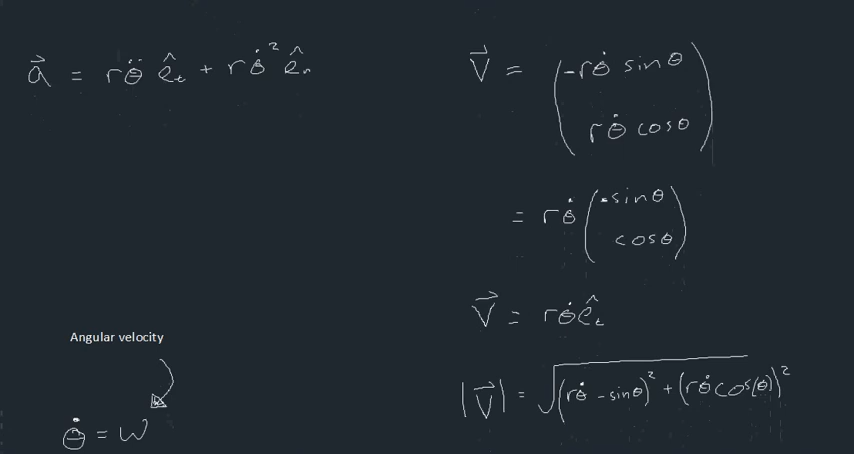 a⃗ = rθ̈ ê_t + rθ̇² ê_n
V⃗ = (-rθ̇ sinθ
rθ̇ cosθ)
= rθ̇ (-sinθ
cosθ)
V⃗ = rθ̇ê_t
|V⃗| = √((rθ̇ -sinθ)² + (rθ̇cos(θ))²)
Angular velocity
θ̇ = ω